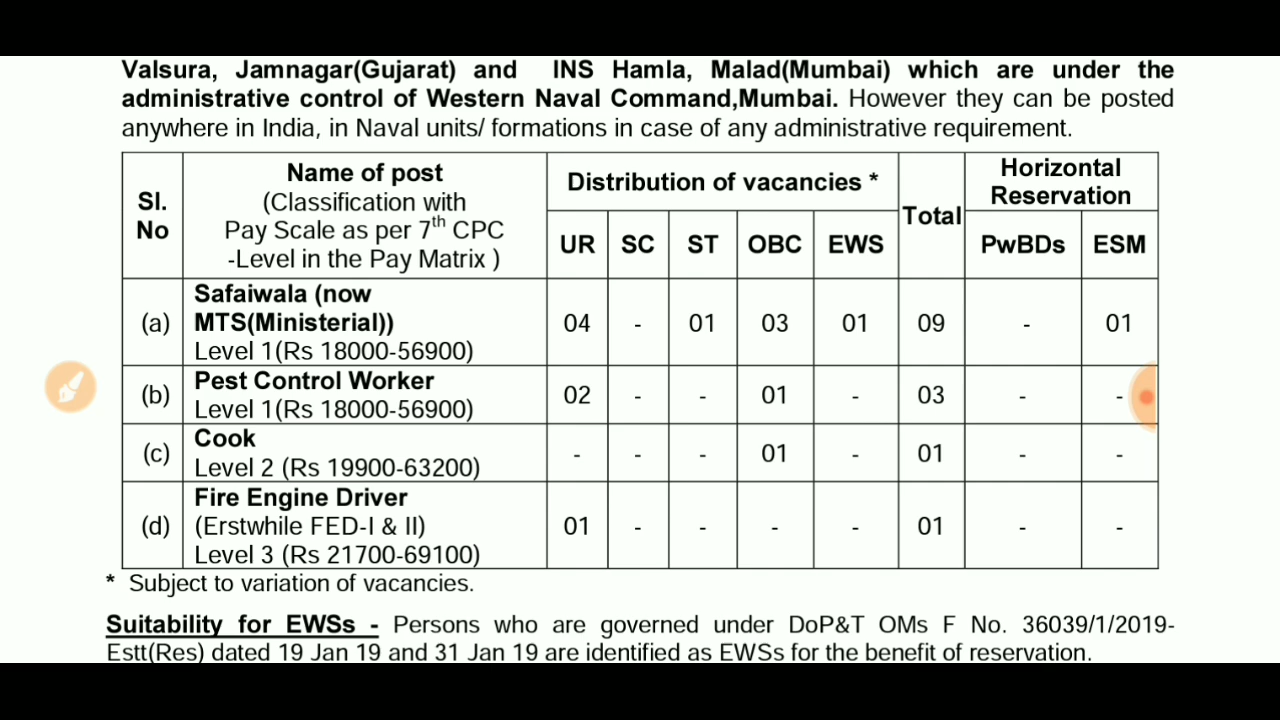 Valsura, Jamnagar(Gujarat) and INS Hamla, Malad(Mumbai) which are under the
administrative control of Western Naval Command,Mumbai. However they can be posted
anywhere in India, in Naval units/ formations in case of any administrative requirement.
Sl. No | Name of post (Classification with Pay Scale as per 7th CPC -Level in the Pay Matrix ) | Distribution of vacancies * | Total | Horizontal Reservation
UR | SC | ST | OBC | EWS | PwBDs | ESM
(a) | Safaiwala (now MTS(Ministerial)) Level 1(Rs 18000-56900) | 04 | - | 01 | 03 | 01 | 09 | - | 01
(b) | Pest Control Worker Level 1(Rs 18000-56900) | 02 | - | - | 01 | - | 03 | - | -
(c) | Cook Level 2 (Rs 19900-63200) | - | - | - | 01 | - | 01 | - | -
(d) | Fire Engine Driver (Erstwhile FED-I & II) Level 3 (Rs 21700-69100) | 01 | - | - | - | - | 01 | - | -
* Subject to variation of vacancies.
Suitability for EWSs - Persons who are governed under DoP&T OMs F No. 36039/1/2019-
Estt(Res) dated 19 Jan 19 and 31 Jan 19 are identified as EWSs for the benefit of reservation.